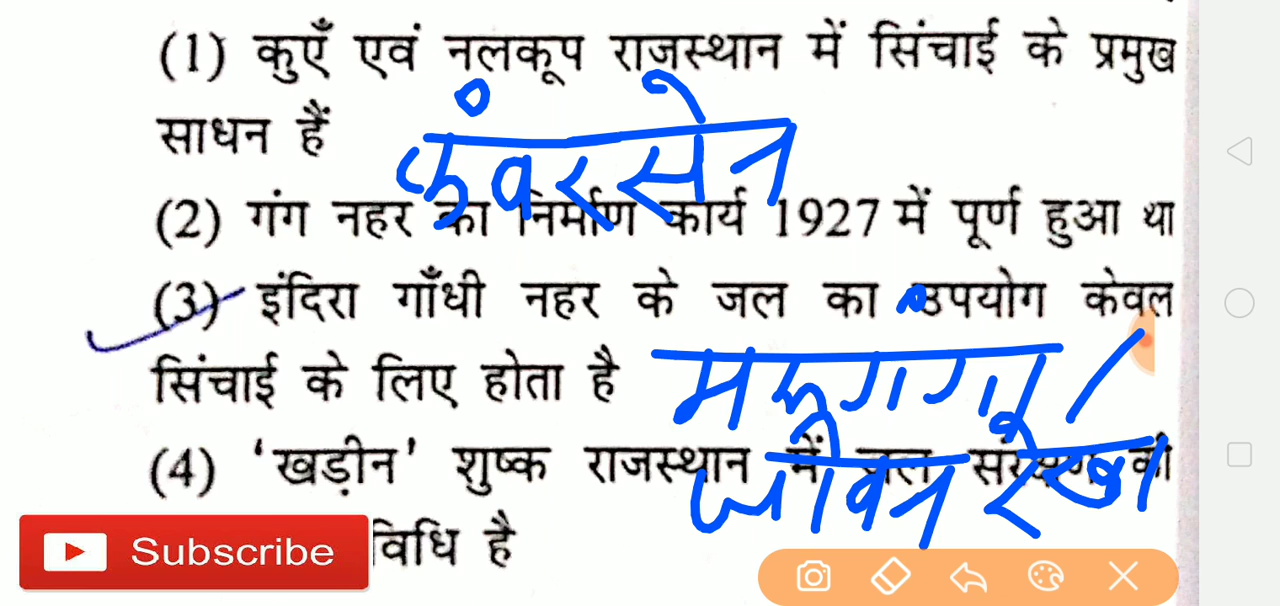 (1) कुएँ एवं नलकूप राजस्थान में सिंचाई के प्रमुख
साधन हैं
कंवरसेन
(2) गंग नहर का निर्माण कार्य 1927 में पूर्ण हुआ था
(3) इंदिरा गाँधी नहर के जल का उपयोग केवल
सिंचाई के लिए होता है
(4) 'खड़ीन' शुष्क राजस्थान में जल संरक्षण की
जीवन रेखा
विधि है
Subscribe